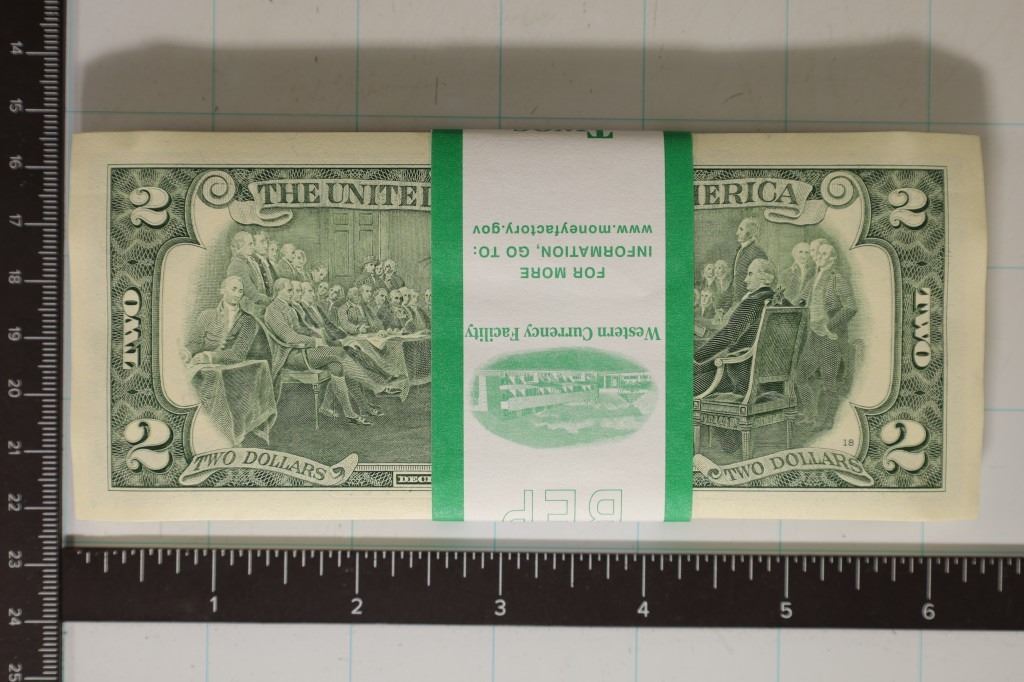 THE UNITED
ERICA
2
2
TWO
TWO
2
2
TWO DOLLARS
TWO DOLLARS
18
BEP
Western Currency Facility
FOR MORE
INFORMATION, GO TO:
www.moneyfactory.gov
14
15
16
17
18
19
20
21
22
23
24
25
1 2 3 4 5 6